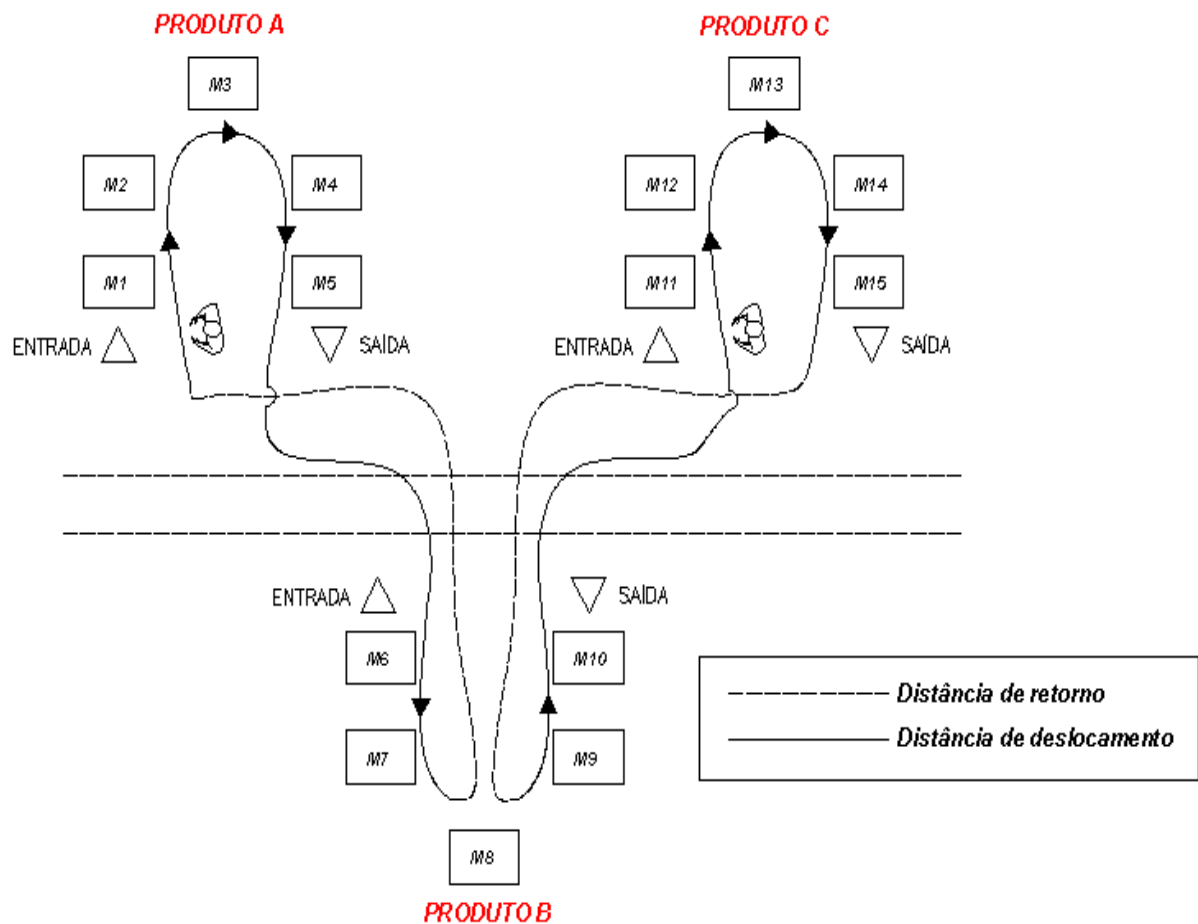 PRODUTO A
PRODUTO C
M3
M13
M2
M4
M12
M14
M1
M5
M11
M15
ENTRADA
SAÍDA
ENTRADA
SAÍDA
ENTRADA
SAÍDA
M6
M10
M7
M9
M8
PRODUTO B
Distância de retorno
Distância de deslocamento